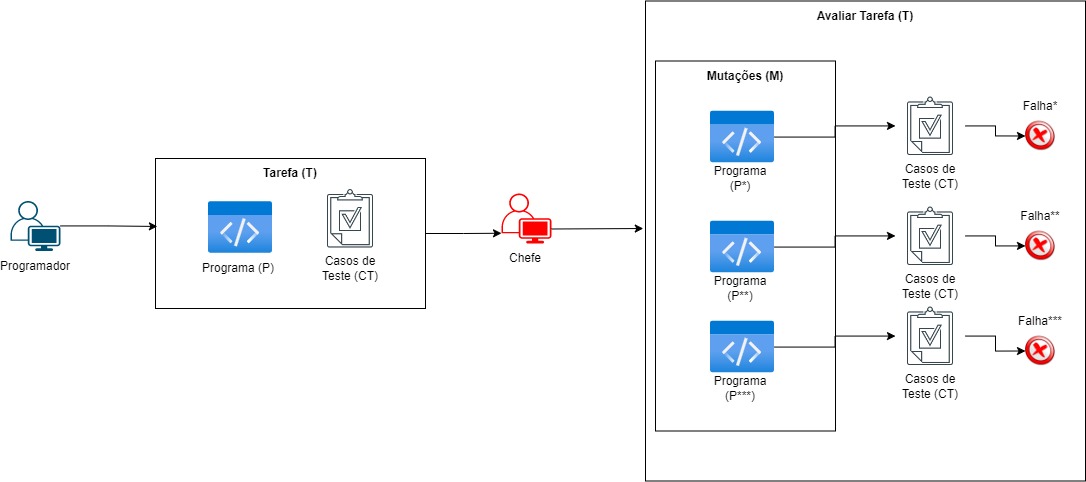 Avaliar Tarefa (T)
Mutações (M)
Programa
(P*)
Casos de
Teste (CT)
Falha*
Programa
(P**)
Casos de
Teste (CT)
Falha**
Programa
(P***)
Casos de
Teste (CT)
Falha***
Tarefa (T)
Programa (P)
Casos de
Teste (CT)
Programador
Chefe